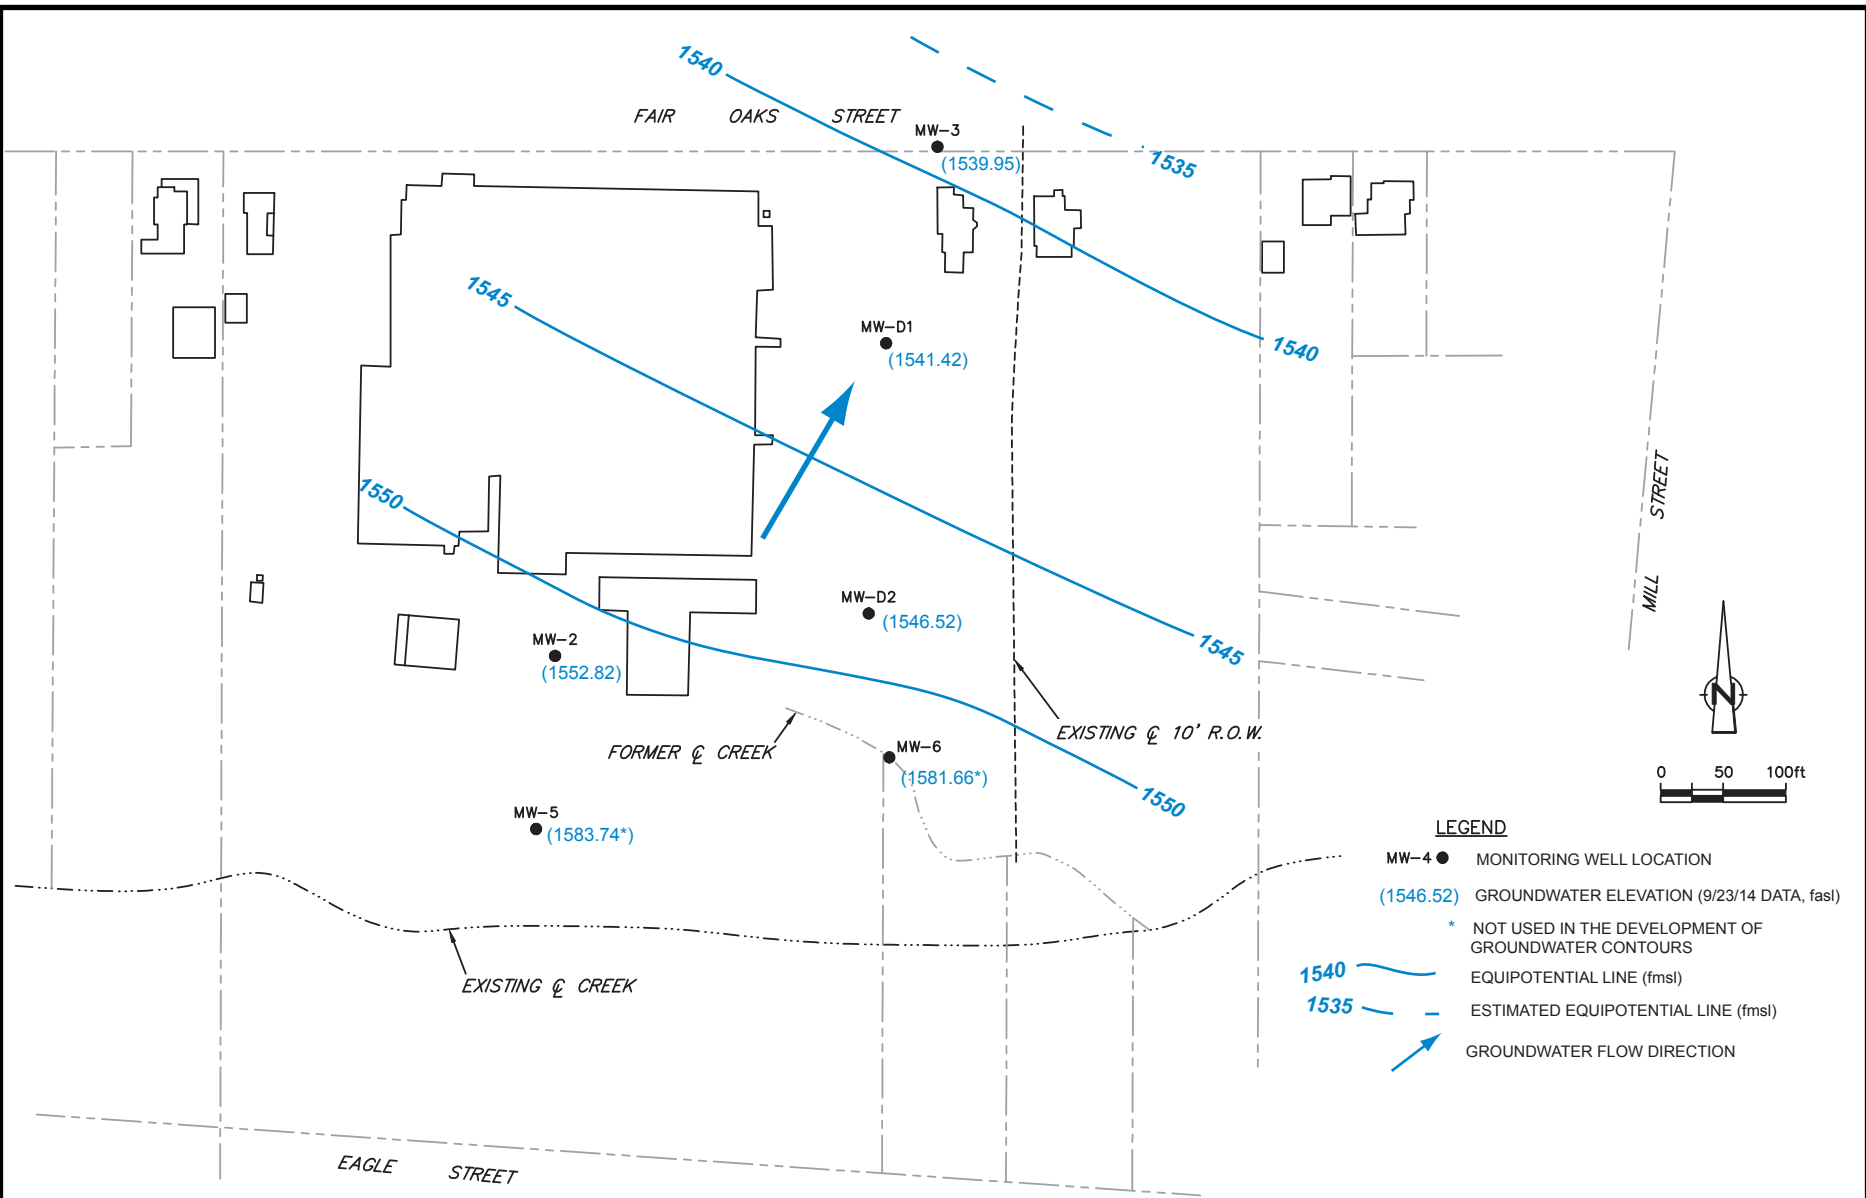 1540
FAIR OAKS STREET
MW-3
(1539.95)
1535
1545
MW-D1
(1541.42)
1540
1550
MILL STREET
MW-D2
(1546.52)
MW-2
(1552.82)
1545
N
EXISTING ℄ 10' R.O.W.
FORMER ℄ CREEK
MW-6
(1581.66*)
1550
0 50 100ft
MW-5
(1583.74*)
LEGEND
MW-4 MONITORING WELL LOCATION
(1546.52) GROUNDWATER ELEVATION (9/23/14 DATA, fasl)
* NOT USED IN THE DEVELOPMENT OF
GROUNDWATER CONTOURS
1540 EQUIPOTENTIAL LINE (fmsl)
1535 ESTIMATED EQUIPOTENTIAL LINE (fmsl)
GROUNDWATER FLOW DIRECTION
EXISTING ℄ CREEK
EAGLE STREET